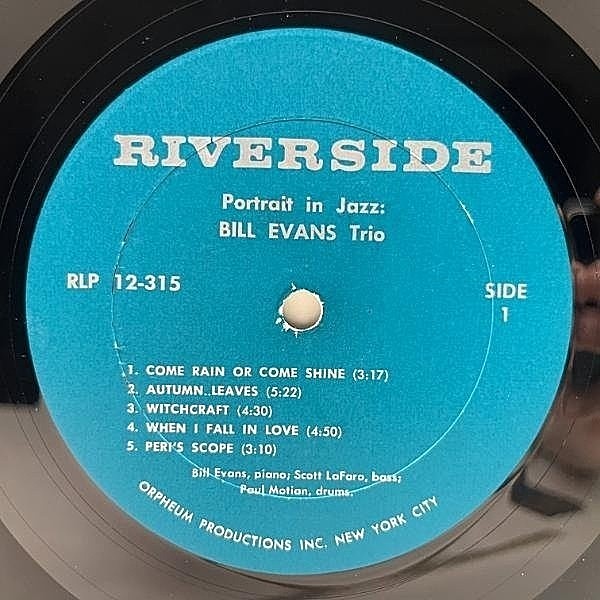 RIVERSIDE
Portrait in Jazz:
BILL EVANS Trio
RLP 12-315
SIDE
1
1. COME RAIN OR COME SHINE (3:17)
2. AUTUMN..LEAVES (5:22)
3. WITCHCRAFT (4:30)
4. WHEN I FALL IN LOVE (4:50)
5. PERI'S SCOPE (3:10)
Bill Evans, piano; Scott LaFaro, bass;
Paul Motian, drums.
ORPHEUM PRODUCTIONS INC. NEW YORK CITY